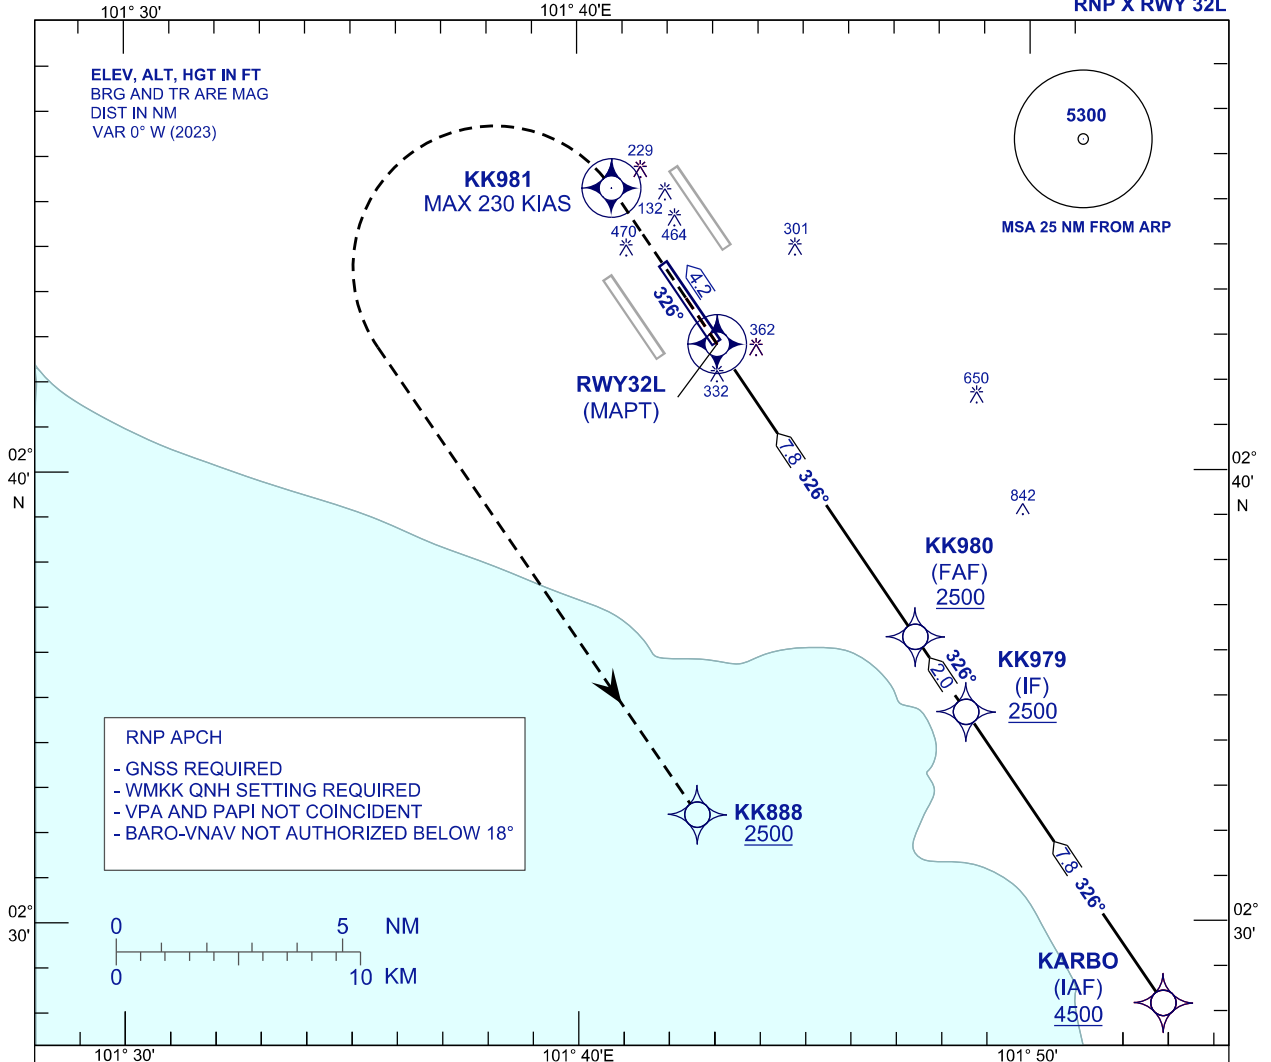 RNP X RWY 32L
101° 30'
101° 40'E
ELEV, ALT, HGT IN FT
BRG AND TR ARE MAG
DIST IN NM
VAR 0° W (2023)
5300
MSA 25 NM FROM ARP
KK981
MAX 230 KIAS
229
132
464
470
301
4.2
326°
362
332
RWY32L
(MAPT)
650
02°
40'
N
02°
40'
N
7.8
326°
842
KK980
(FAF)
2500
326°
2.0
KK979
(IF)
2500
RNP APCH
- GNSS REQUIRED
- WMKK QNH SETTING REQUIRED
- VPA AND PAPI NOT COINCIDENT
- BARO-VNAV NOT AUTHORIZED BELOW 18°
KK888
2500
7.8
326°
02°
30'
02°
30'
0 5 NM
0 10 KM
KARBO
(IAF)
4500
101° 30'
101° 40'E
101° 50'